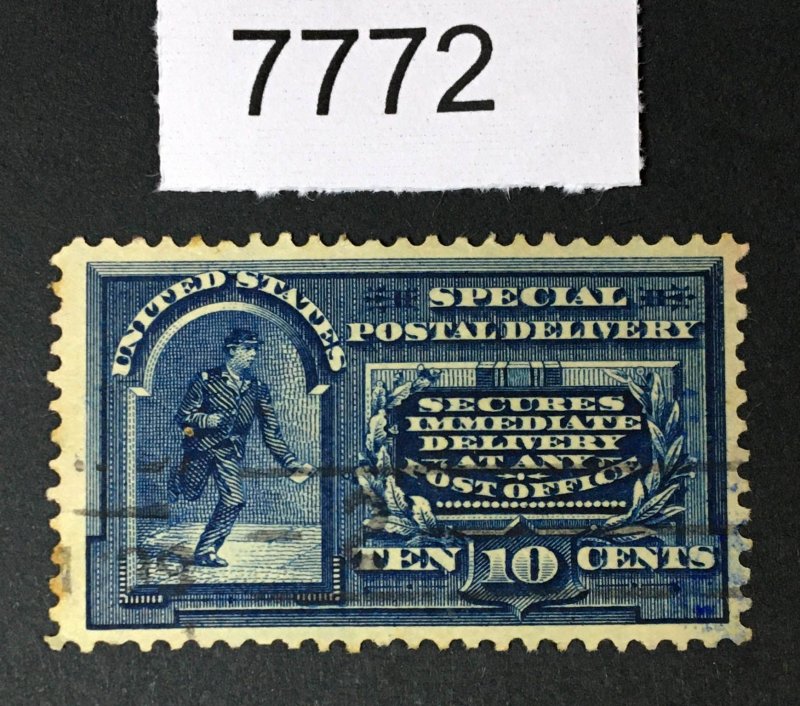 7772
UNITED STATES
SPECIAL
POSTAL DELIVERY
SECURES
IMMEDIATE
DELIVERY
AT ANY
POST OFFICE
TEN 10 CENTS